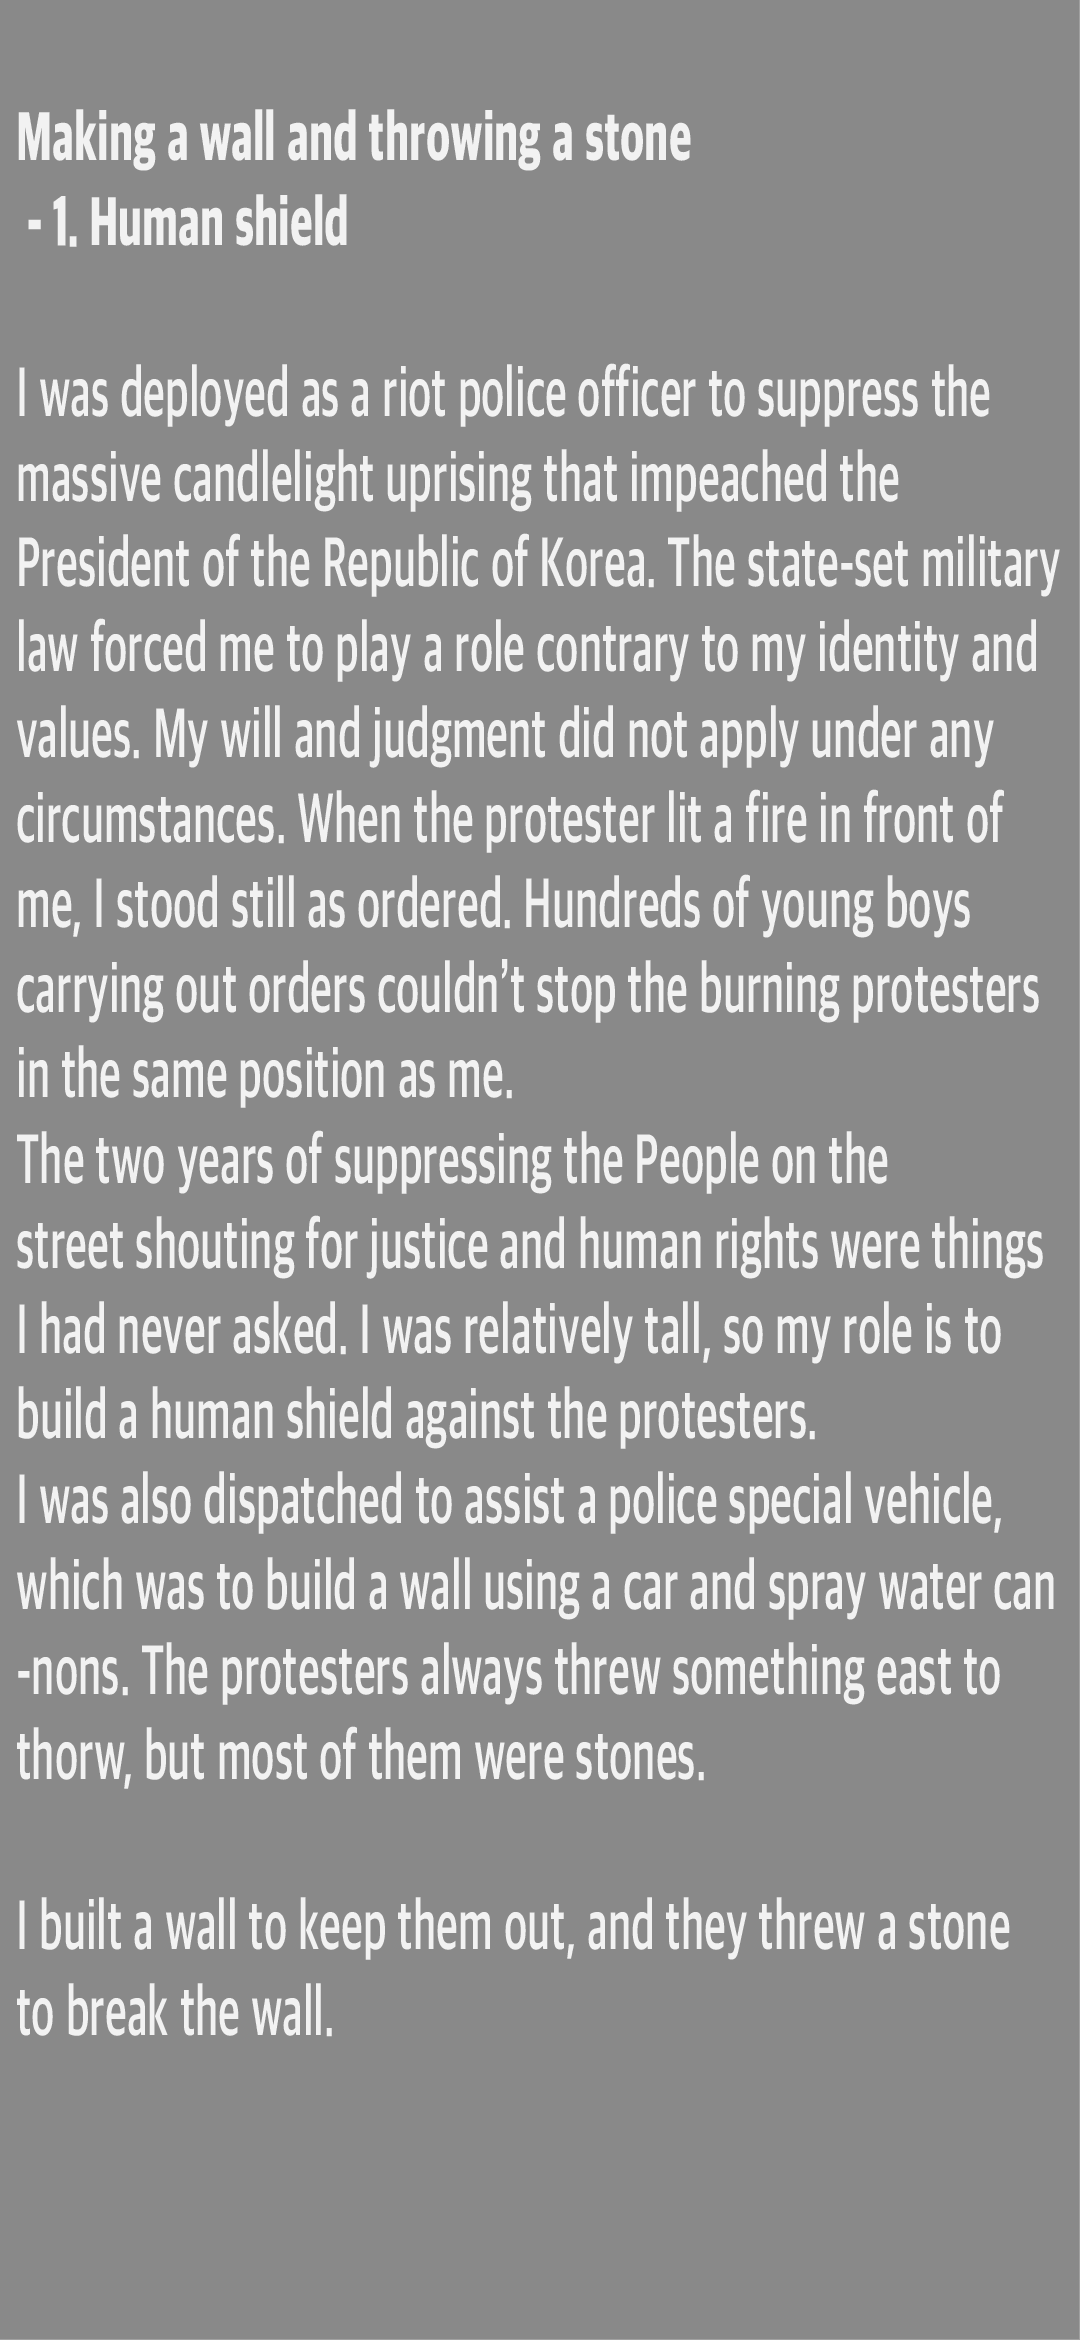 Making a wall and throwing a stone
- 1. Human shield
I was deployed as a riot police officer to suppress the
massive candlelight uprising that impeached the
President of the Republic of Korea. The state-set military
law forced me to play a role contrary to my identity and
values. My will and judgment did not apply under any
circumstances. When the protester lit a fire in front of
me, I stood still as ordered. Hundreds of young boys
carrying out orders couldn’t stop the burning protesters
in the same position as me.
The two years of suppressing the People on the
street shouting for justice and human rights were things
I had never asked. I was relatively tall, so my role is to
build a human shield against the protesters.
I was also dispatched to assist a police special vehicle,
which was to build a wall using a car and spray water can
-nons. The protesters always threw something east to
thorw, but most of them were stones.
I built a wall to keep them out, and they threw a stone
to break the wall.